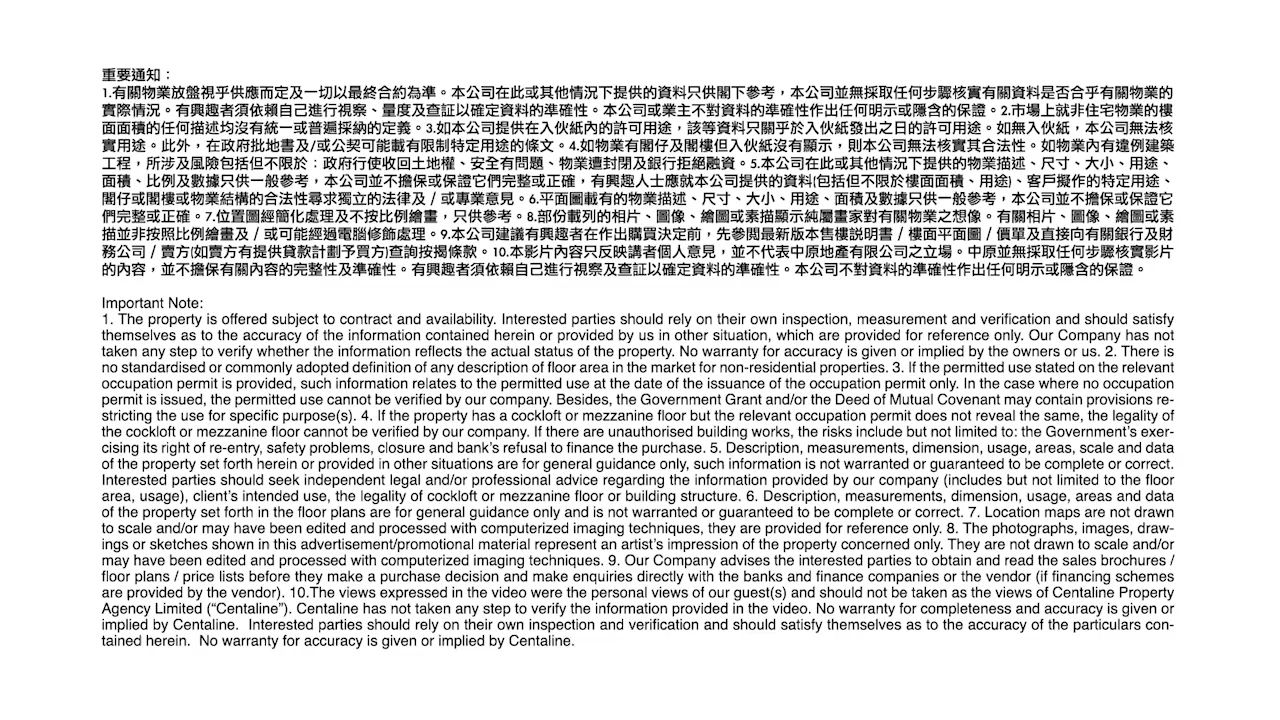 重要通知：
1.有關物業放盤視乎供應而定及一切以最終合約為準。本公司在此或其他情況下提供的資料只供閣下參考，本公司並無採取任何步驟核實有關資料是否合乎有關物業的
實際情況。有興趣者須依賴自己進行視察、量度及查証以確定資料的準確性。本公司或業主不對資料的準確性作出任何明示或隱含的保證。2.市場上就非住宅物業的樓
面面積的任何描述均沒有統一或普遍採納的定義。3.如本公司提供在入伙紙內的許可用途，該等資料只關乎於入伙紙發出之日的許可用途。如無入伙紙，本公司無法核
實用途。此外，在政府批地書及/或公契可能載有限制特定用途的條文。4.如物業有閣仔及閣樓但入伙紙沒有顯示，則本公司無法核實其合法性。如物業內有違例建築
工程，所涉及風險包括但不限於：政府行使收回土地權、安全有問題、物業遭封閉及銀行拒絕融資。5.本公司在此或其他情況下提供的物業描述、尺寸、大小、用途、
面積、比例及數據只供一般參考，本公司並不擔保或保證它們完整或正確，有興趣人士應就本公司提供的資料(包括但不限於樓面面積、用途)、客戶擬作的特定用途、
閣仔或閣樓或物業結構的合法性尋求獨立的法律及 / 或專業意見。6.平面圖載有的物業描述、尺寸、大小、用途、面積及數據只供一般參考，本公司並不擔保或保證它
們完整或正確。7.位置圖經簡化處理及不按比例繪畫，只供參考。8.部份載列的相片、圖像、繪圖或素描顯示純屬畫家對有關物業之想像。有關相片、圖像、繪圖或素
描並非按照比例繪畫及 / 或可能經過電腦修飾處理。9.本公司建議有興趣者在作出購買決定前，先參閲最新版本售樓説明書 / 樓面平面圖 / 價單及直接向有關銀行及財
務公司 / 賣方(如賣方有提供貸款計劃予買方)查詢按揭條款。10.本影片內容只反映講者個人意見，並不代表中原地產有限公司之立場。中原並無採取任何步驟核實影片
的內容，並不擔保有關內容的完整性及準確性。有興趣者須依賴自己進行視察及查証以確定資料的準確性。本公司不對資料的準確性作出任何明示或隱含的保證。
Important Note:
1. The property is offered subject to contract and availability. Interested parties should rely on their own inspection, measurement and verification and should satisfy
themselves as to the accuracy of the information contained herein or provided by us in other situation, which are provided for reference only. Our Company has not
taken any step to verify whether the information reflects the actual status of the property. No warranty for accuracy is given or implied by the owners or us. 2. There is
no standardised or commonly adopted definition of any description of floor area in the market for non-residential properties. 3. If the permitted use stated on the relevant
occupation permit is provided, such information relates to the permitted use at the date of the issuance of the occupation permit only. In the case where no occupation
permit is issued, the permitted use cannot be verified by our company. Besides, the Government Grant and/or the Deed of Mutual Covenant may contain provisions re-
stricting the use for specific purpose(s). 4. If the property has a cockloft or mezzanine floor but the relevant occupation permit does not reveal the same, the legality of
the cockloft or mezzanine floor cannot be verified by our company. If there are unauthorised building works, the risks include but not limited to: the Government's exer-
cising its right of re-entry, safety problems, closure and bank's refusal to finance the purchase. 5. Description, measurements, dimension, usage, areas, scale and data
of the property set forth herein or provided in other situations are for general guidance only, such information is not warranted or guaranteed to be complete or correct.
Interested parties should seek independent legal and/or professional advice regarding the information provided by our company (includes but not limited to the floor
area, usage), client's intended use, the legality of cockloft or mezzanine floor or building structure. 6. Description, measurements, dimension, usage, areas and data
of the property set forth in the floor plans are for general guidance only and is not warranted or guaranteed to be complete or correct. 7. Location maps are not drawn
to scale and/or may have been edited and processed with computerized imaging techniques, they are provided for reference only. 8. The photographs, images, draw-
ings or sketches shown in this advertisement/promotional material represent an artist's impression of the property concerned only. They are not drawn to scale and/or
may have been edited and processed with computerized imaging techniques. 9. Our Company advises the interested parties to obtain and read the sales brochures /
floor plans / price lists before they make a purchase decision and make enquiries directly with the banks and finance companies or the vendor (if financing schemes
are provided by the vendor). 10.The views expressed in the video were the personal views of our guest(s) and should not be taken as the views of Centaline Property
Agency Limited (“Centaline”). Centaline has not taken any step to verify the information provided in the video. No warranty for completeness and accuracy is given or
implied by Centaline.  Interested parties should rely on their own inspection and verification and should satisfy themselves as to the accuracy of the particulars con-
tained herein.  No warranty for accuracy is given or implied by Centaline.